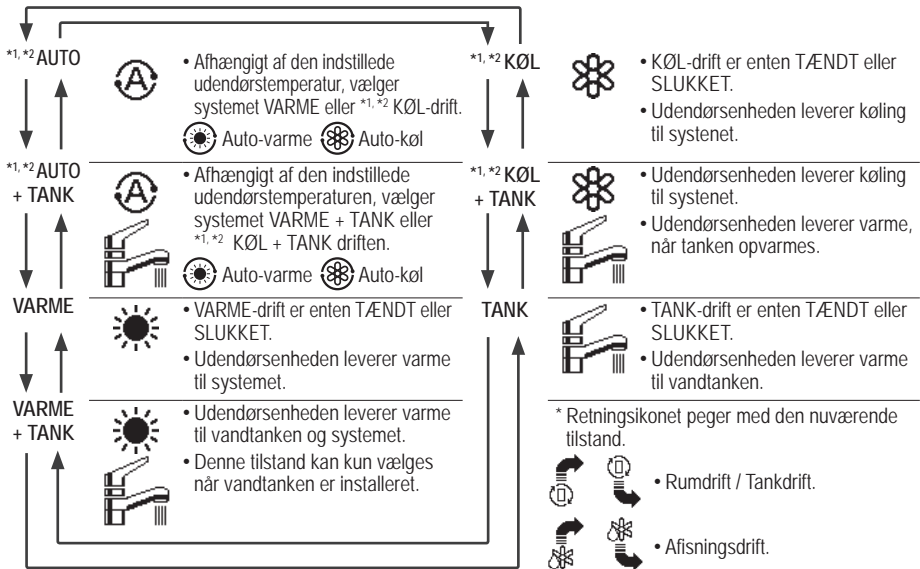 *1, *2 AUTO
• Afhængigt af den indstillede
udendørstemperatur, vælger
systemet VARME eller *1, *2 KØL-drift.
Auto-varme Auto-køl
*1, *2 AUTO
+ TANK
• Afhængigt af den indstillede
udendørstemperaturen, vælger
systemet VARME + TANK eller
*1, *2 KØL + TANK driften.
Auto-varme Auto-køl
VARME
• VARME-drift er enten TÆNDT eller
SLUKKET.
• Udendørsenheden leverer varme
til systemet.
VARME
+ TANK
• Udendørsenheden leverer varme
til vandtanken og systemet.
• Denne tilstand kan kun vælges
når vandtanken er installeret.
*1, *2 KØL
• KØL-drift er enten TÆNDT eller
SLUKKET.
• Udendørsenheden leverer køling
til systenet.
*1, *2 KØL
+ TANK
• Udendørsenheden leverer køling
til systenet.
• Udendørsenheden leverer varme,
når tanken opvarmes.
TANK
• TANK-drift er enten TÆNDT eller
SLUKKET.
• Udendørsenheden leverer varme
til vandtanken.
* Retningsikonet peger med den nuværende
tilstand.
• Rumdrift / Tankdrift.
• Afisningsdrift.